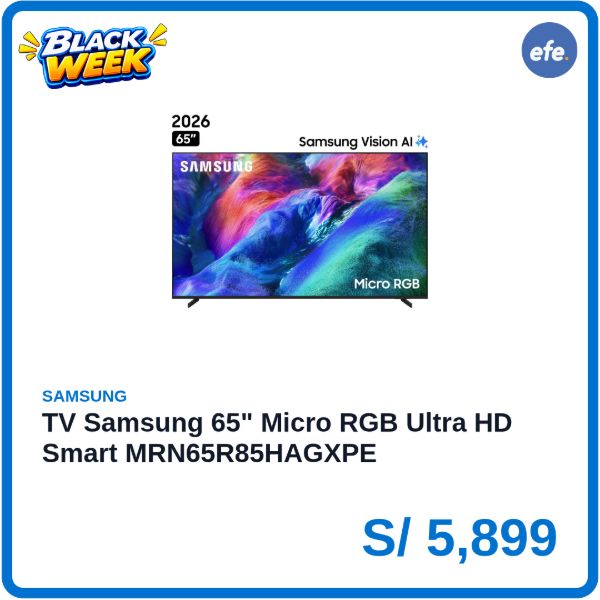 BLACK
WEEK
efe.
2026
65"
Samsung Vision AI
SAMSUNG
Micro RGB
SAMSUNG
TV Samsung 65" Micro RGB Ultra HD
Smart MRN65R85HAGXPE
S/ 5,899